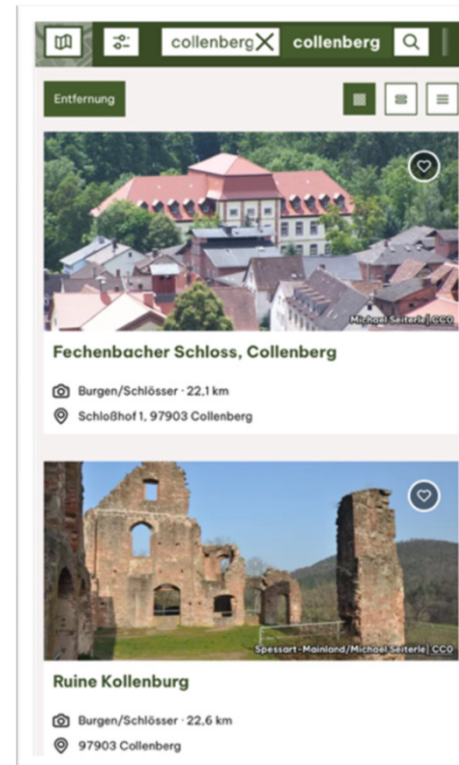 collenberg collenberg
Entfernung
Michael Seiterle| CC0
Fechenbacher Schloss, Collenberg
Burgen/Schlösser · 22,1 km
Schloßhof 1, 97903 Collenberg
Spessart-Mainland/Michael Seiterle| CC0
Ruine Kollenburg
Burgen/Schlösser · 22,6 km
97903 Collenberg